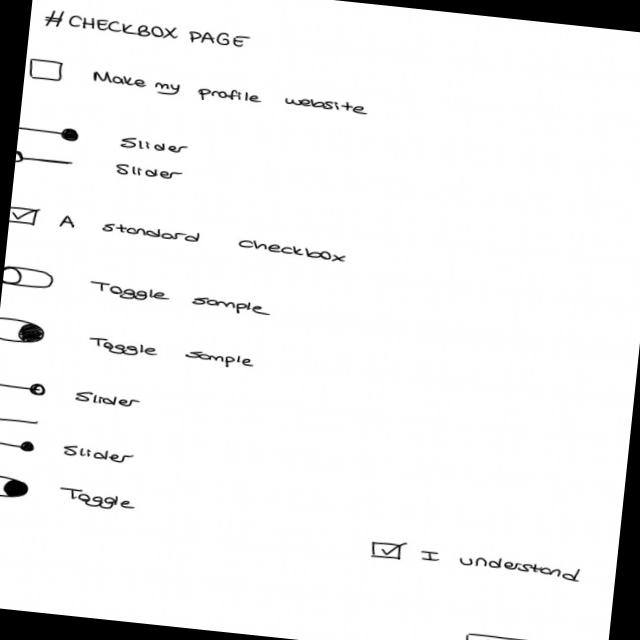 #CHECKBOX PAGE
Make my profile website
Slider
Slider
A standard checkbox
Toggle sample
Toggle sample
Slider
Slider
Toggle
I understand